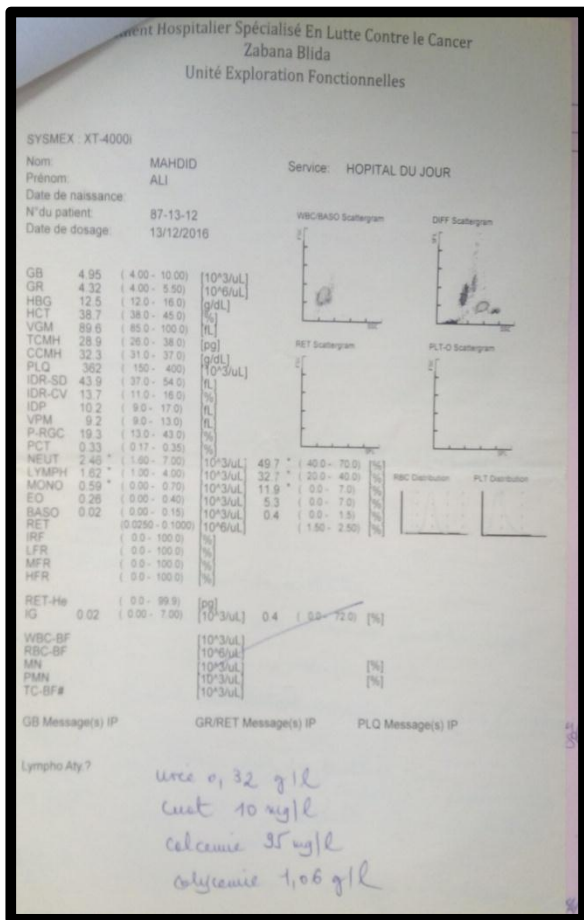 ent Hospitalier Spécialisé En Lutte Contre le Cancer
Zabana Blida
Unité Exploration Fonctionnelles
SYSMEX : XT-4000i
Nom: MAHDID Service: HOPITAL DU JOUR
Prénom: ALI
Date de naissance:
N°du patient: 87-13-12
Date de dosage: 13/12/2016
WBC/BASO Scattergram DIFF Scattergram
GB 4.95 ( 4.00 - 10.00) [10^3/uL]
GR 4.32 ( 4.00 - 5.50) [10^6/uL]
HBG 12.5 ( 12.0 - 16.0) [g/dL]
HCT 38.7 ( 38.0 - 45.0) [%]
VGM 89.6 ( 85.0 - 100.0) [fL]
TCMH 28.9 ( 26.0 - 38.0) [pg]
CCMH 32.3 ( 31.0 - 37.0) [g/dL]
PLQ 362 ( 150 - 400) [10^3/uL]
RET Scattergram PLT-O Scattergram
IDR-SD 43.9 ( 37.0 - 54.0) [fL]
IDR-CV 13.7 ( 11.0 - 16.0) [%]
IDP 10.2 ( 9.0 - 17.0) [fL]
VPM 9.2 ( 9.0 - 13.0) [fL]
P-RGC 19.3 ( 13.0 - 43.0) [%]
PCT 0.33 ( 0.17 - 0.35) [%]
NEUT 2.46 * ( 1.60 - 7.00) [10^3/uL] 49.7 * ( 40.0 - 70.0) [%]
LYMPH 1.62 * ( 1.00 - 4.00) [10^3/uL] 32.7 * ( 20.0 - 40.0) [%]
MONO 0.59 * ( 0.00 - 0.70) [10^3/uL] 11.9 * ( 0.0 - 7.0) [%]
RBC Distribution PLT Distribution
EO 0.26 ( 0.00 - 0.40) [10^3/uL] 5.3 ( 0.0 - 7.0) [%]
BASO 0.02 ( 0.00 - 0.15) [10^3/uL] 0.4 ( 0.0 - 1.5) [%]
RET (0.0250 - 0.1000) [10^6/uL] ( 1.50 - 2.50) [%]
IRF ( 0.0 - 100.0) [%]
LFR ( 0.0 - 100.0) [%]
MFR ( 0.0 - 100.0) [%]
HFR ( 0.0 - 100.0) [%]
RET-He ( 0.0 - 99.9) [pg]
IG 0.02 ( 0.00 - 7.00) [10^3/uL] 0.4 ( 0.0 - 72.0) [%]
WBC-BF [10^3/uL]
RBC-BF [10^6/uL]
MN [10^3/uL] [%]
PMN [10^3/uL] [%]
TC-BF# [10^3/uL]
GB Message(s) IP GR/RET Message(s) IP PLQ Message(s) IP
Lympho Aty.?
urée 0,32 g/l
10 mg/l
calcemie 95 mg/l
1,06 g/l